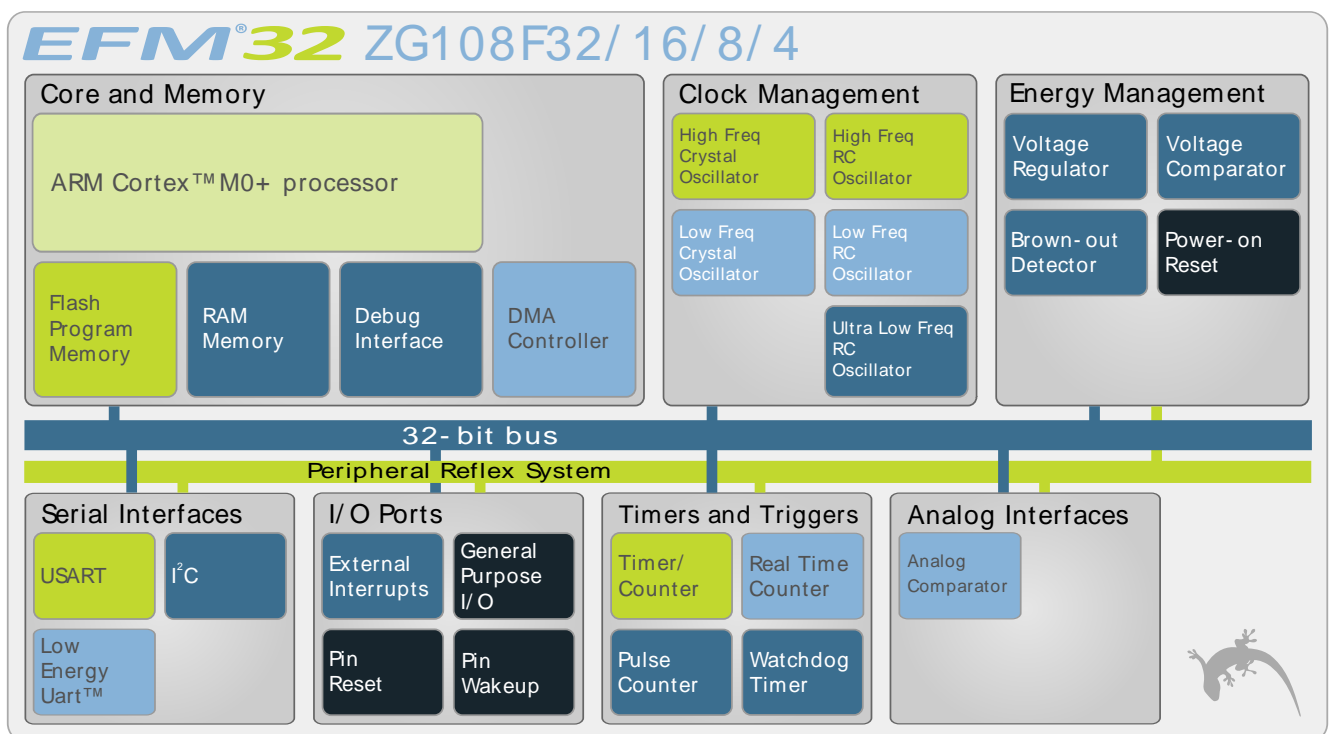 EFM®32 ZG108F32/16/8/4
Core and Memory
ARM Cortex™ M0+ processor
Flash
Program
Memory
RAM
Memory
Debug
Interface
DMA
Controller
Clock Management
High Freq
Crystal
Oscillator
High Freq
RC
Oscillator
Low Freq
Crystal
Oscillator
Low Freq
RC
Oscillator
Ultra Low Freq
RC
Oscillator
Energy Management
Voltage
Regulator
Voltage
Comparator
Brown-out
Detector
Power-on
Reset
32-bit bus
Peripheral Reflex System
Serial Interfaces
USART
I²C
Low
Energy
Uart™
I/O Ports
External
Interrupts
General
Purpose
I/O
Pin
Reset
Pin
Wakeup
Timers and Triggers
Timer/
Counter
Real Time
Counter
Pulse
Counter
Watchdog
Timer
Analog Interfaces
Analog
Comparator